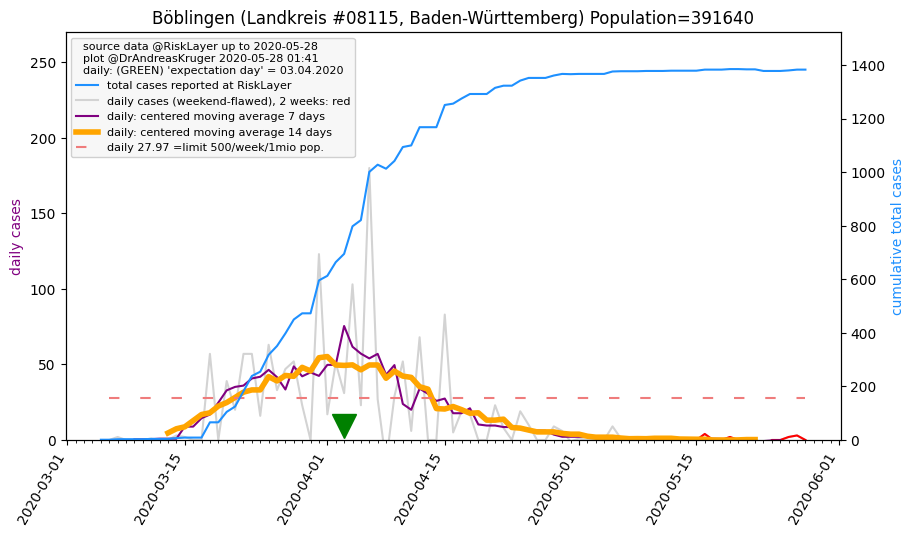 Böblingen (Landkreis #08115, Baden-Württemberg) Population=391640
source data @RiskLayer up to 2020-05-28
plot @DrAndreasKruger 2020-05-28 01:41
daily: (GREEN) 'expectation day' = 03.04.2020
total cases reported at RiskLayer
daily cases (weekend-flawed), 2 weeks: red
daily: centered moving average 7 days
daily: centered moving average 14 days
daily 27.97 =limit 500/week/1mio pop.
daily cases
250
200
150
100
50
0
cumulative total cases
1400
1200
1000
800
600
400
200
0
2020-03-01
2020-03-15
2020-04-01
2020-04-15
2020-05-01
2020-05-15
2020-06-01